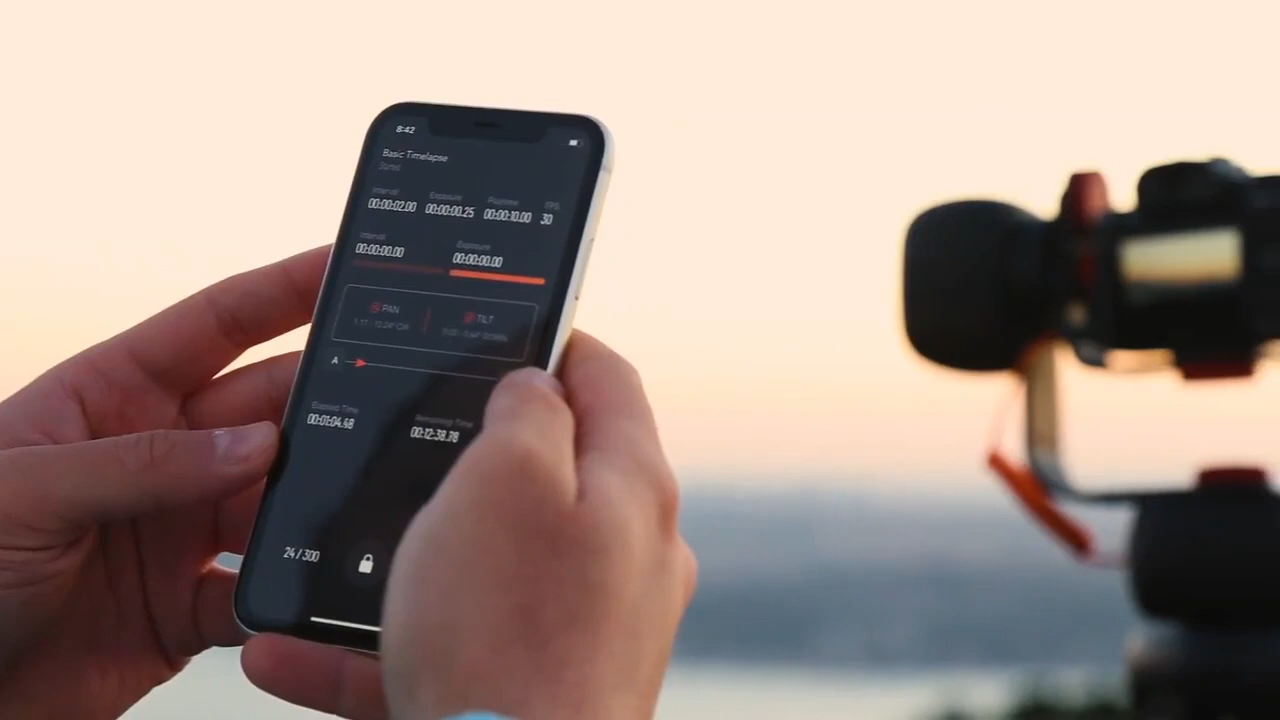 8:42
Basic Timelapse
Started
Interval Exposure Playtime FPS
00:00:02.00 00:00:00.25 00:00:10.00 30
Interval Exposure
00:00:00.00 00:00:00.00
PAN TILT
A
Elapsed Time Remaining Time
00:01:04.68 00:12:38.78
24 / 300